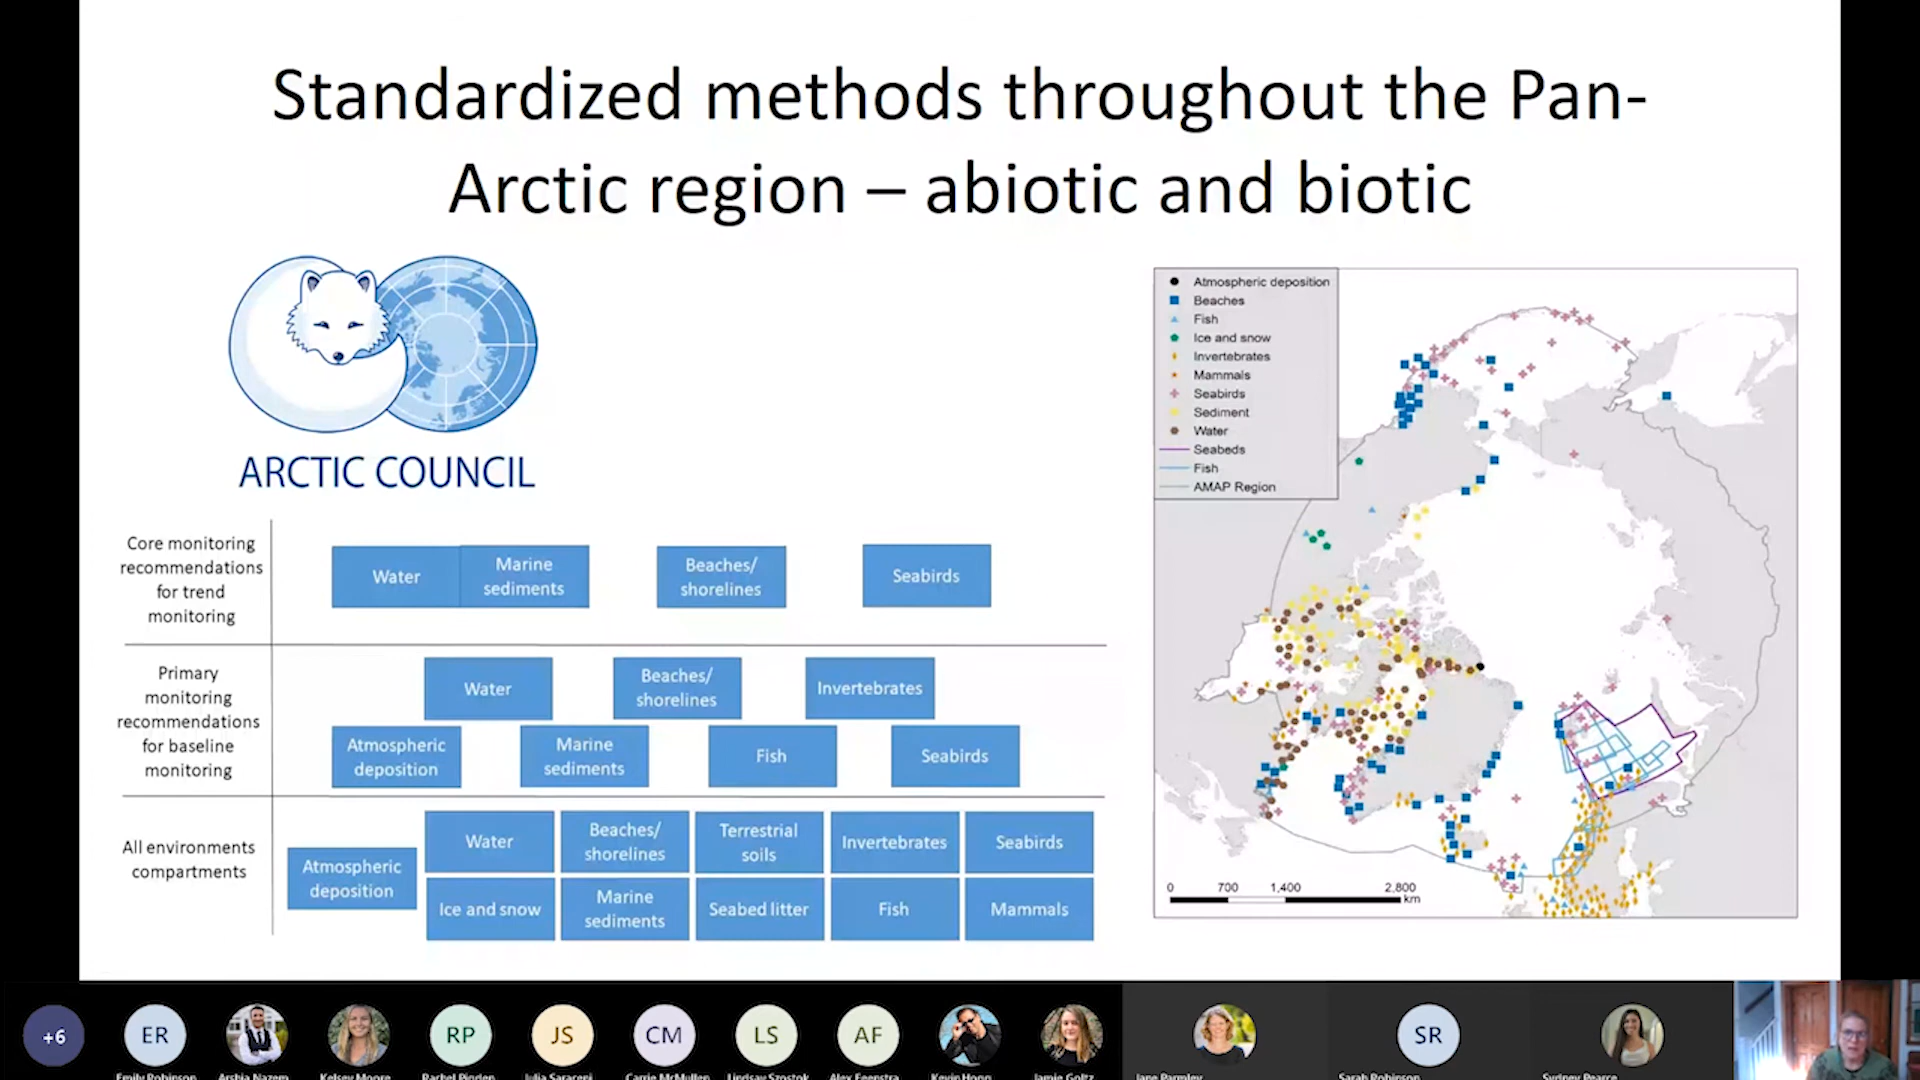 Standardized methods throughout the Pan-
Arctic region – abiotic and biotic
ARCTIC COUNCIL
Core monitoring
recommendations
for trend
monitoring
Water
Marine
sediments
Beaches/
shorelines
Seabirds
Primary
monitoring
recommendations
for baseline
monitoring
Water
Beaches/
shorelines
Invertebrates
Atmospheric
deposition
Marine
sediments
Fish
Seabirds
All environments
compartments
Atmospheric
deposition
Water
Beaches/
shorelines
Terrestrial
soils
Invertebrates
Seabirds
Ice and snow
Marine
sediments
Seabed litter
Fish
Mammals
Atmospheric deposition
Beaches
Fish
Ice and snow
Invertebrates
Mammals
Seabirds
Sediment
Water
Seabeds
Fish
AMAP Region
0 700 1,400 2,800
km
+6
ER
RP
JS
CM
LS
AF
SR
Emily Robinson
Arshia Nazem
Kelsey Moore
Rachel Pinden
Julia Sarareni
Carrie McMullen
Lindsay Szostok
Alex Feenstra
Kevin Hong
Jamie Goltz
Jane Parmley
Sarah Robinson
Sydney Pearce